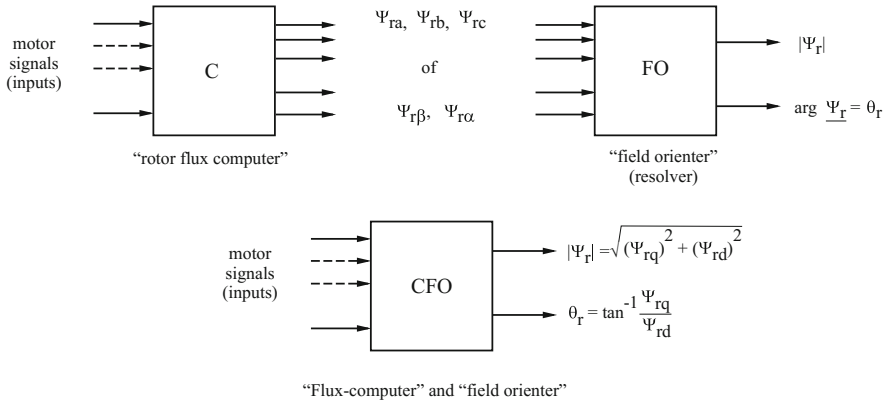 motor
signals
(inputs)
C
"rotor flux computer"
Ψra, Ψrb, Ψrc
of
Ψrβ, Ψrα
FO
"field orienter"
(resolver)
|Ψr|
arg Ψr = θr
motor
signals
(inputs)
CFO
|Ψr| = √(Ψrq)² + (Ψrd)²
θr = tan⁻¹ Ψrq/Ψrd
"Flux-computer" and "field orienter"